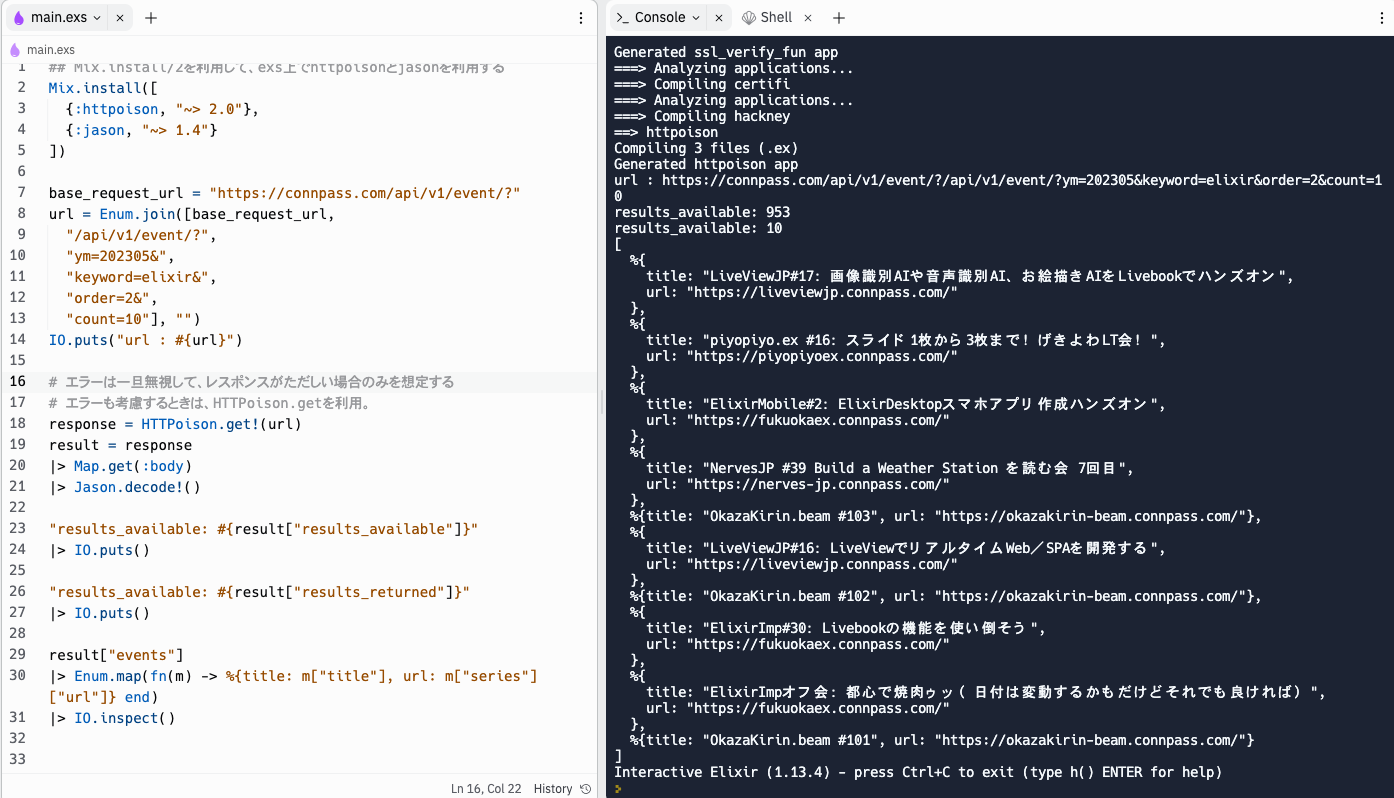 main.exs
main.exs
1 ## Mix.install/2を利用して、exs上でhttpoisonとjasonを利用する
2 Mix.install([
3 {:httpoison, "~> 2.0"},
4 {:jason, "~> 1.4"}
5 ])
6
7 base_request_url = "https://connpass.com/api/v1/event/?"
8 url = Enum.join([base_request_url,
9 "/api/v1/event/?",
10 "ym=202305&",
11 "keyword=elixir&",
12 "order=2&",
13 "count=10"], "")
14 IO.puts("url : #{url}")
15
16 # エラーは一旦無視して、レスポンスがただしい場合のみを想定する
17 # エラーも考慮するときは、HTTPoison.getを利用。
18 response = HTTPoison.get!(url)
19 result = response
20 |> Map.get(:body)
21 |> Jason.decode!()
22
23 "results_available: #{result["results_available"]}"
24 |> IO.puts()
25
26 "results_available: #{result["results_returned"]}"
27 |> IO.puts()
28
29 result["events"]
30 |> Enum.map(fn(m) -> %{title: m["title"], url: m["series"]
["url"]} end)
31 |> IO.inspect()
32
33
Ln 16, Col 22 History
Console Shell
Generated ssl_verify_fun app
===> Analyzing applications...
===> Compiling certifi
===> Analyzing applications...
===> Compiling hackney
==> httpoison
Compiling 3 files (.ex)
Generated httpoison app
url : https://connpass.com/api/v1/event/?/api/v1/event/?ym=202305&keyword=elixir&order=2&count=1
0
results_available: 953
results_available: 10
[
%{
title: "LiveViewJP#17: 画像識別AIや音声識別AI、お絵描きAIをLivebookでハンズオン",
url: "https://liveviewjp.connpass.com/"
},
%{
title: "piyopiyo.ex #16: スライド1枚から3枚まで！げきよわLT会！",
url: "https://piyopiyoex.connpass.com/"
},
%{
title: "ElixirMobile#2: ElixirDesktopスマホアプリ作成ハンズオン",
url: "https://fukuokaex.connpass.com/"
},
%{
title: "NervesJP #39 Build a Weather Station を読む会 7回目",
url: "https://nerves-jp.connpass.com/"
},
%{title: "OkazaKirin.beam #103", url: "https://okazakirin-beam.connpass.com/"},
%{
title: "LiveViewJP#16: LiveViewでリアルタイムWeb／SPAを開発する",
url: "https://liveviewjp.connpass.com/"
},
%{title: "OkazaKirin.beam #102", url: "https://okazakirin-beam.connpass.com/"},
%{
title: "ElixirImp#30: Livebookの機能を使い倒そう",
url: "https://fukuokaex.connpass.com/"
},
%{
title: "ElixirImpオフ会: 都心で焼肉ゥッ（日付は変動するかもだけどそれでも良ければ）",
url: "https://fukuokaex.connpass.com/"
},
%{title: "OkazaKirin.beam #101", url: "https://okazakirin-beam.connpass.com/"}
]
Interactive Elixir (1.13.4) - press Ctrl+C to exit (type h() ENTER for help)